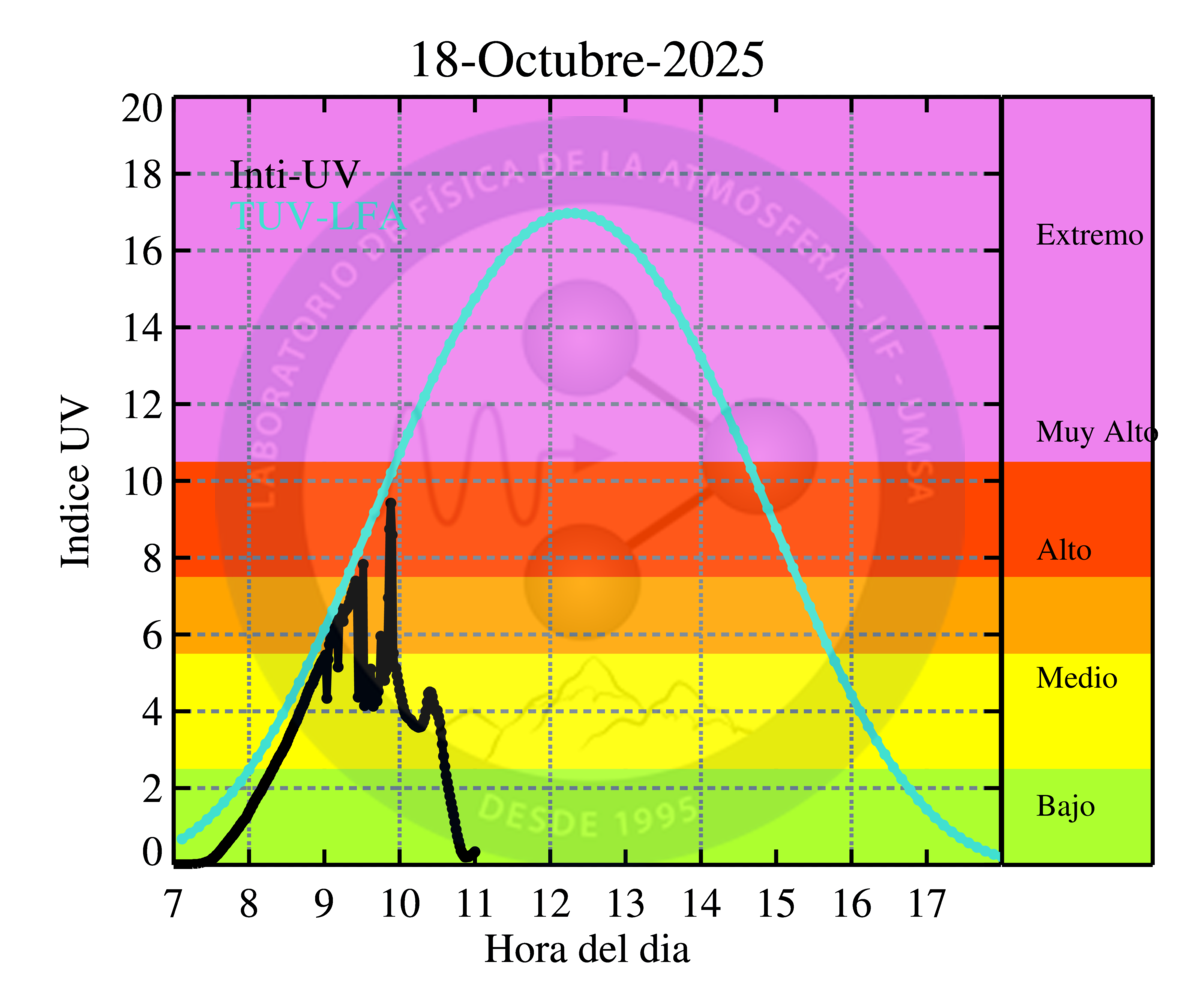 18-Octubre-2025
Inti-UV
TUV-LFA
LABORATORIO DE FÍSICA DE LA ATMÓSFERA - IIF - UMSA
DESDE 1995
Indice UV
20
18
16
14
12
10
8
6
4
2
0
Extremo
Muy Alto
Alto
Medio
Bajo
7 8 9 10 11 12 13 14 15 16 17
Hora del dia